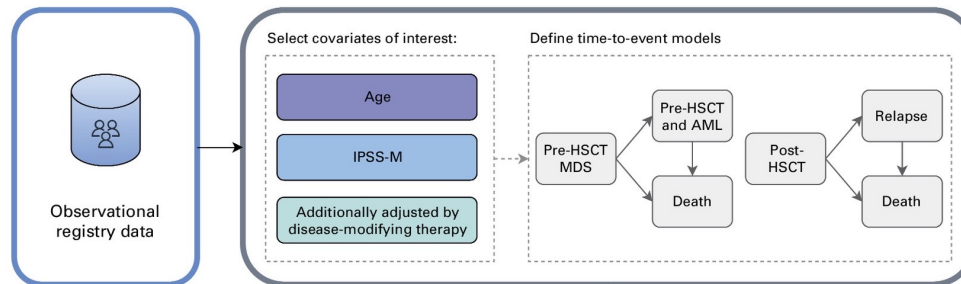 Observational
registry data
Select covariates of interest:
Age
IPSS-M
Additionally adjusted by
disease-modifying therapy
Define time-to-event models
Pre-HSCT
MDS
Pre-HSCT
and AML
Death
Post-
HSCT
Relapse
Death